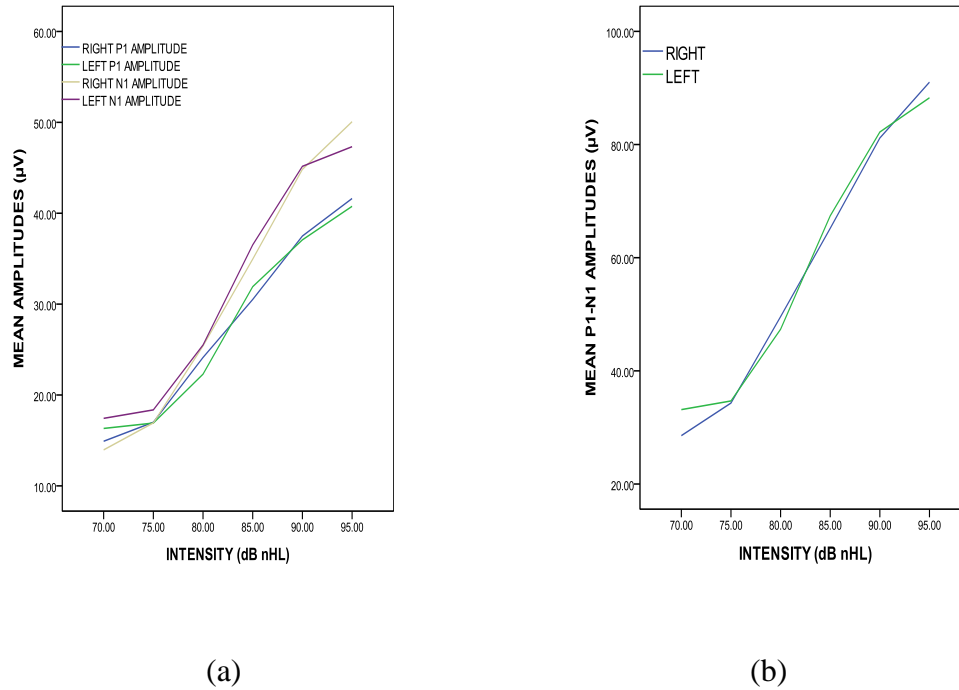 60.00
50.00
40.00
30.00
20.00
10.00
MEAN AMPLITUDES (µV)
RIGHT P1 AMPLITUDE
LEFT P1 AMPLITUDE
RIGHT N1 AMPLITUDE
LEFT N1 AMPLITUDE
70.00 75.00 80.00 85.00 90.00 95.00
INTENSITY (dB nHL)
(a)
100.00
80.00
60.00
40.00
20.00
MEAN P1-N1 AMPLITUDES (µV)
RIGHT
LEFT
70.00 75.00 80.00 85.00 90.00 95.00
INTENSITY (dB nHL)
(b)